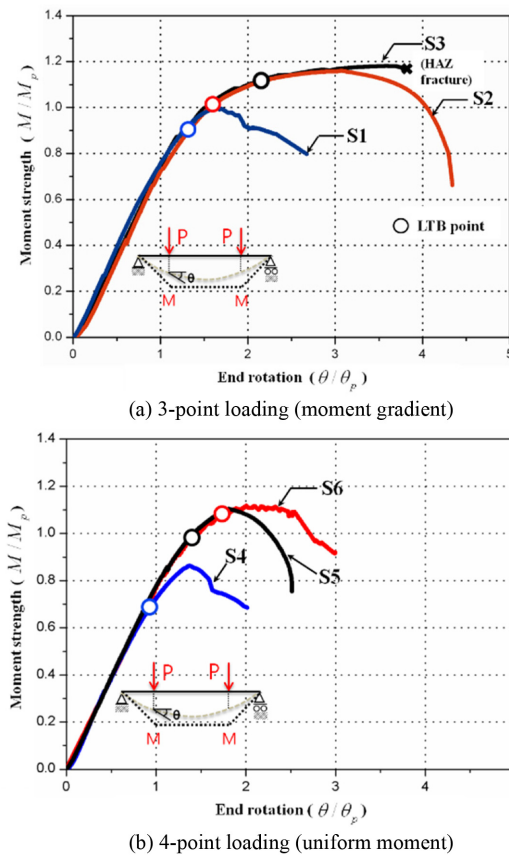 1.4
1.2
1.0
0.8
0.6
0.4
0.2
0.0
Moment strength ( M / Mp )
S3
(HAZ
fracture)
S2
S1
LTB point
P P
θ
M M
0 1 2 3 4 5
End rotation ( θ / θp )
(a) 3-point loading (moment gradient)
1.4
1.2
1.0
0.8
0.6
0.4
0.2
0.0
Moment strength ( M / Mp )
S6
S4
S5
P P
θ
M M
0 1 2 3 4
End rotation ( θ / θp )
(b) 4-point loading (uniform moment)